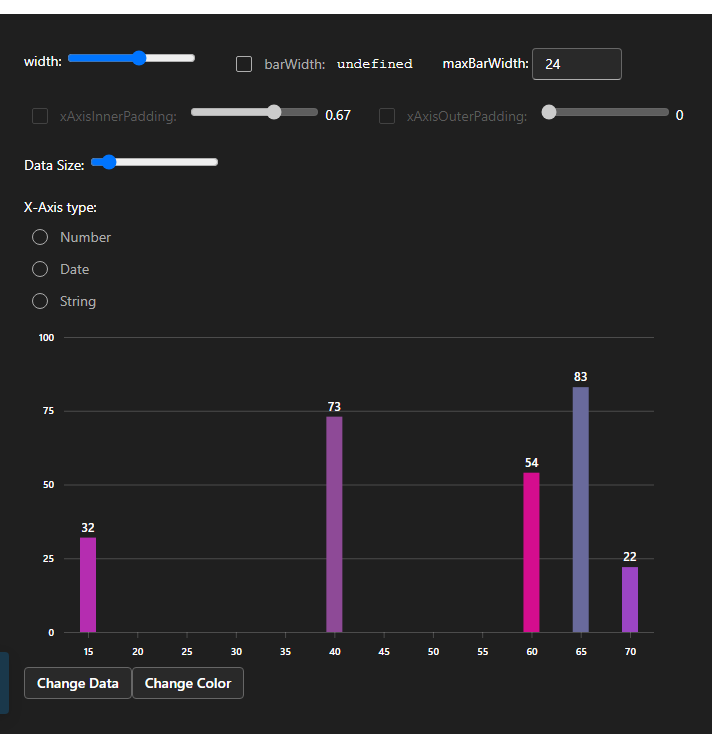 width: barWidth: undefined maxBarWidth: 24
xAxisInnerPadding: 0.67 xAxisOuterPadding: 0
Data Size:
X-Axis type:
Number
Date
String
100
83
75
73
54
50
32
25
22
0
15 20 25 30 35 40 45 50 55 60 65 70
Change Data Change Color